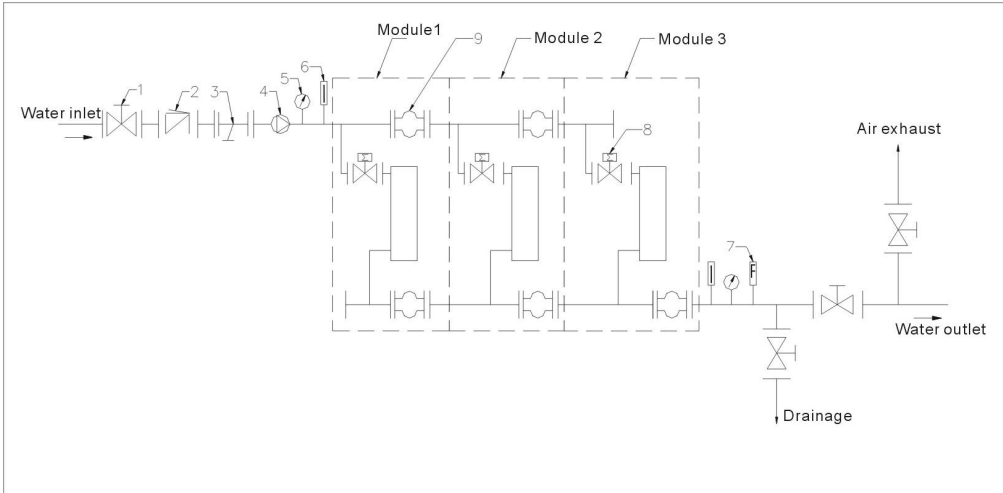 Module1
9
Module 2
Module 3
6
5
1
2
3
4
Water inlet
8
Air exhaust
7
F
Water outlet
Drainage